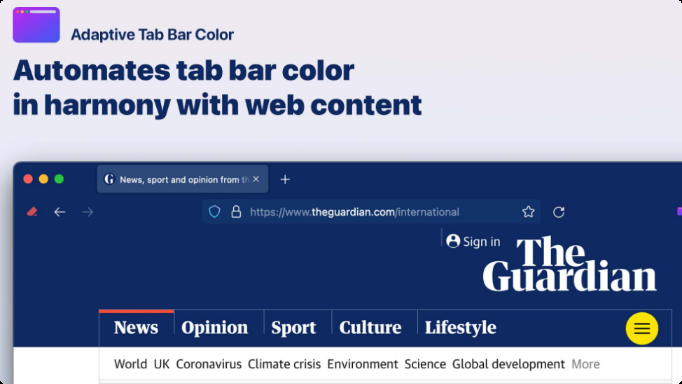 Adaptive Tab Bar Color
Automates tab bar color
in harmony with web content
News, sport and opinion from th
https://www.theguardian.com/international
Sign in
The
Guardian
News Opinion Sport Culture Lifestyle
World UK Coronavirus Climate crisis Environment Science Global development More